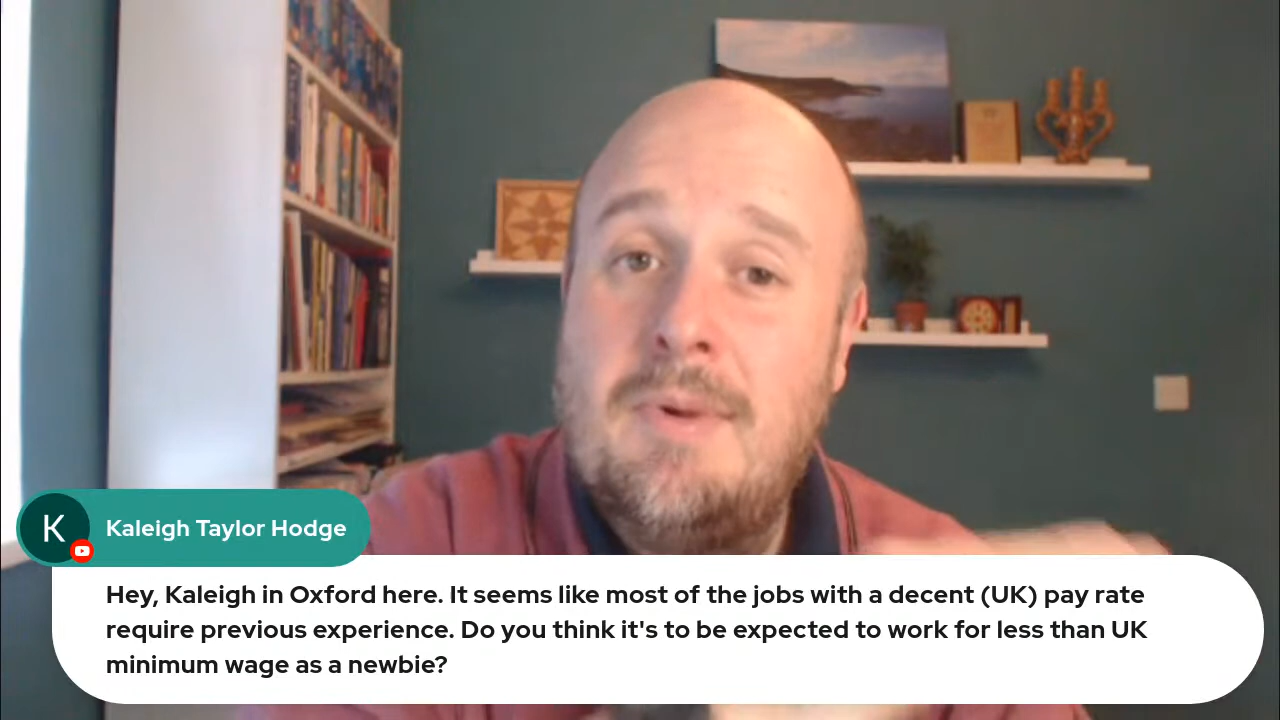 K
Kaleigh Taylor Hodge
Hey, Kaleigh in Oxford here. It seems like most of the jobs with a decent (UK) pay rate
require previous experience. Do you think it's to be expected to work for less than UK
minimum wage as a newbie?